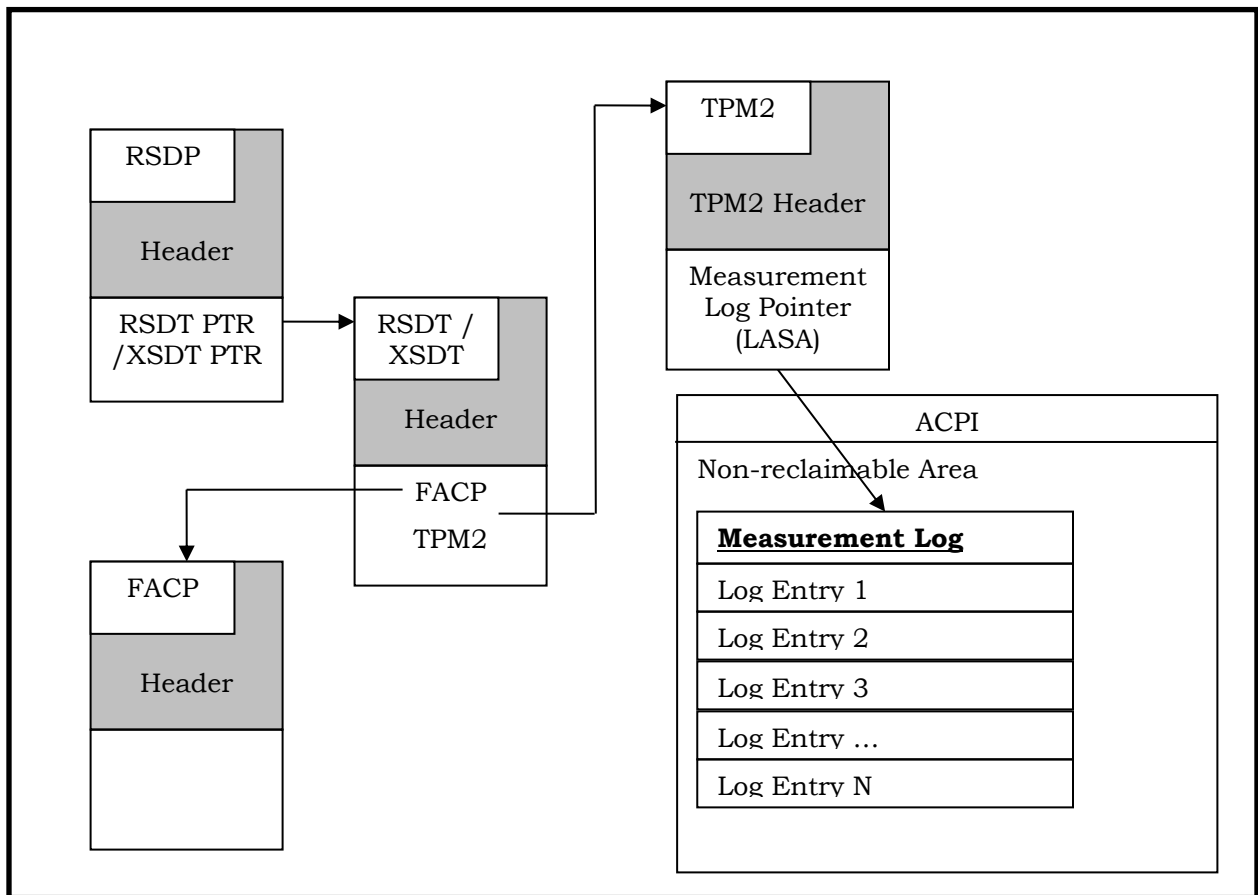 RSDP
Header
RSDT PTR
/XSDT PTR
RSDT /
XSDT
Header
FACP
TPM2
FACP
Header
TPM2
TPM2 Header
Measurement
Log Pointer
(LASA)
ACPI
Non-reclaimable Area
Measurement Log
Log Entry 1
Log Entry 2
Log Entry 3
Log Entry …
Log Entry N